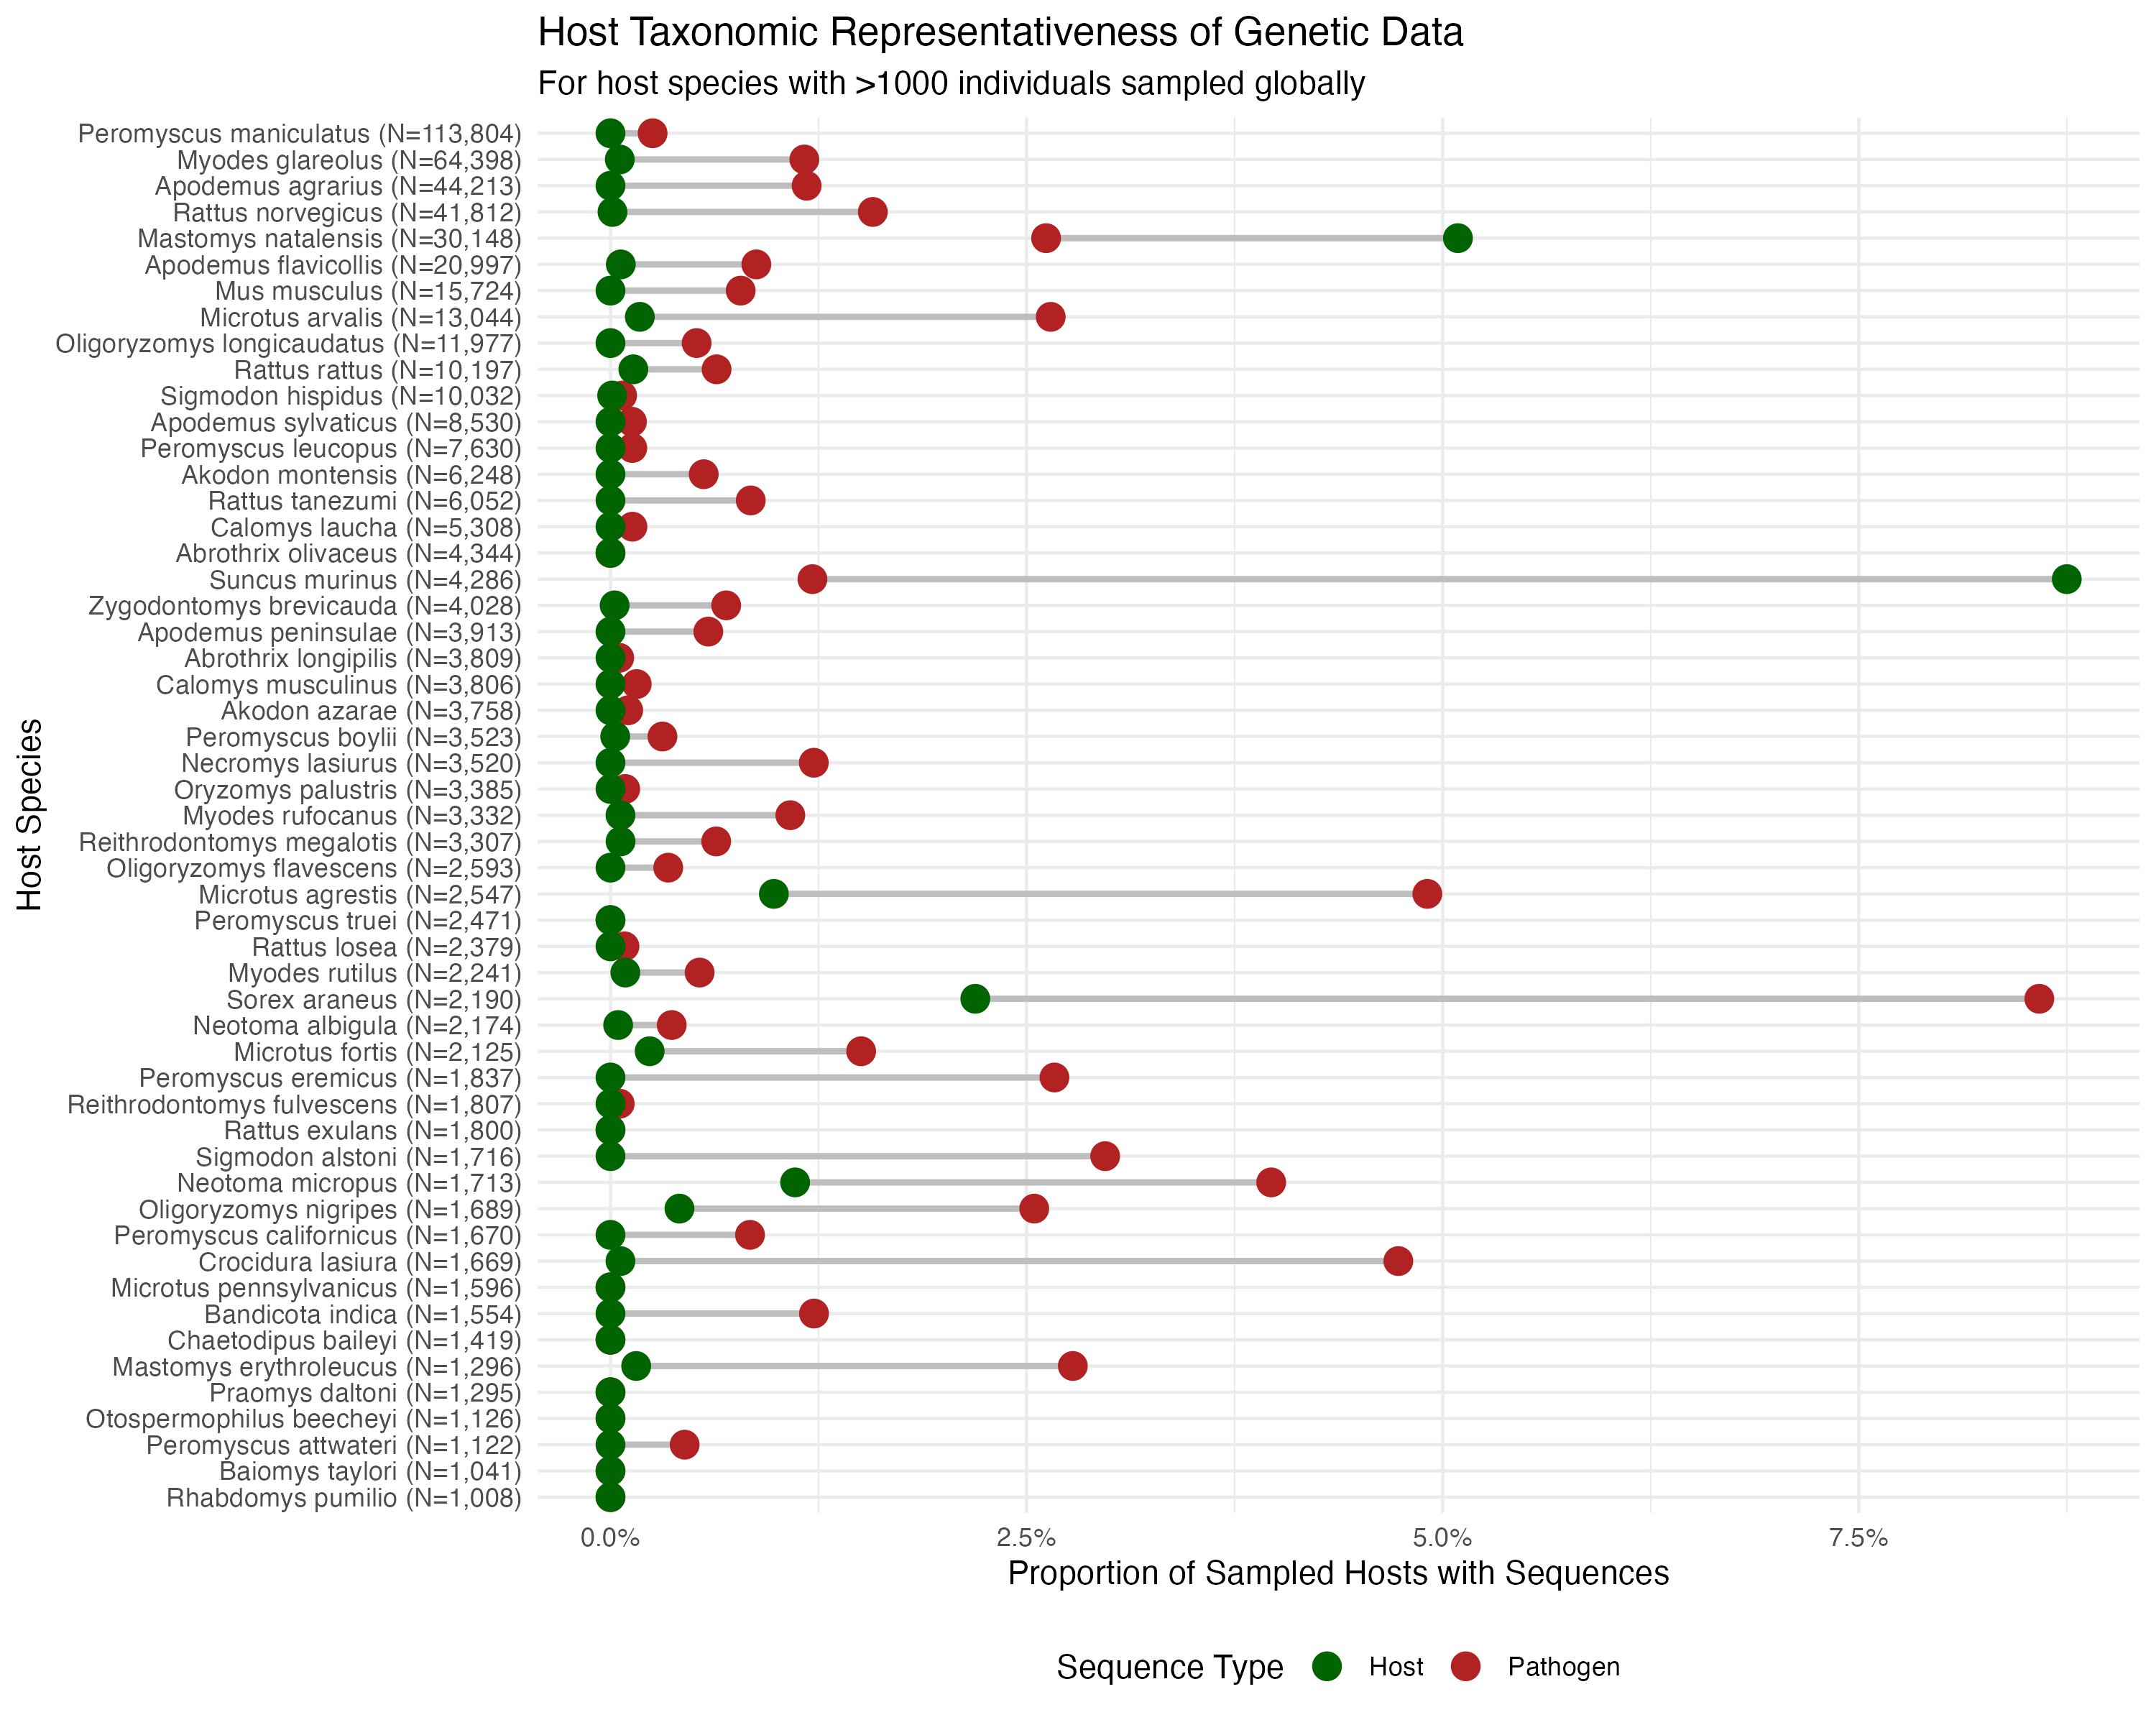 Host Taxonomic Representativeness of Genetic Data
For host species with >1000 individuals sampled globally
Host Species
Peromyscus maniculatus (N=113,804)
Myodes glareolus (N=64,398)
Apodemus agrarius (N=44,213)
Rattus norvegicus (N=41,812)
Mastomys natalensis (N=30,148)
Apodemus flavicollis (N=20,997)
Mus musculus (N=15,724)
Microtus arvalis (N=13,044)
Oligoryzomys longicaudatus (N=11,977)
Rattus rattus (N=10,197)
Sigmodon hispidus (N=10,032)
Apodemus sylvaticus (N=8,530)
Peromyscus leucopus (N=7,630)
Akodon montensis (N=6,248)
Rattus tanezumi (N=6,052)
Calomys laucha (N=5,308)
Abrothrix olivaceus (N=4,344)
Suncus murinus (N=4,286)
Zygodontomys brevicauda (N=4,028)
Apodemus peninsulae (N=3,913)
Abrothrix longipilis (N=3,809)
Calomys musculinus (N=3,806)
Akodon azarae (N=3,758)
Peromyscus boylii (N=3,523)
Necromys lasiurus (N=3,520)
Oryzomys palustris (N=3,385)
Myodes rufocanus (N=3,332)
Reithrodontomys megalotis (N=3,307)
Oligoryzomys flavescens (N=2,593)
Microtus agrestis (N=2,547)
Peromyscus truei (N=2,471)
Rattus losea (N=2,379)
Myodes rutilus (N=2,241)
Sorex araneus (N=2,190)
Neotoma albigula (N=2,174)
Microtus fortis (N=2,125)
Peromyscus eremicus (N=1,837)
Reithrodontomys fulvescens (N=1,807)
Rattus exulans (N=1,800)
Sigmodon alstoni (N=1,716)
Neotoma micropus (N=1,713)
Oligoryzomys nigripes (N=1,689)
Peromyscus californicus (N=1,670)
Crocidura lasiura (N=1,669)
Microtus pennsylvanicus (N=1,596)
Bandicota indica (N=1,554)
Chaetodipus baileyi (N=1,419)
Mastomys erythroleucus (N=1,296)
Praomys daltoni (N=1,295)
Otospermophilus beecheyi (N=1,126)
Peromyscus attwateri (N=1,122)
Baiomys taylori (N=1,041)
Rhabdomys pumilio (N=1,008)
0.0% 2.5% 5.0% 7.5%
Proportion of Sampled Hosts with Sequences
Sequence Type Host Pathogen